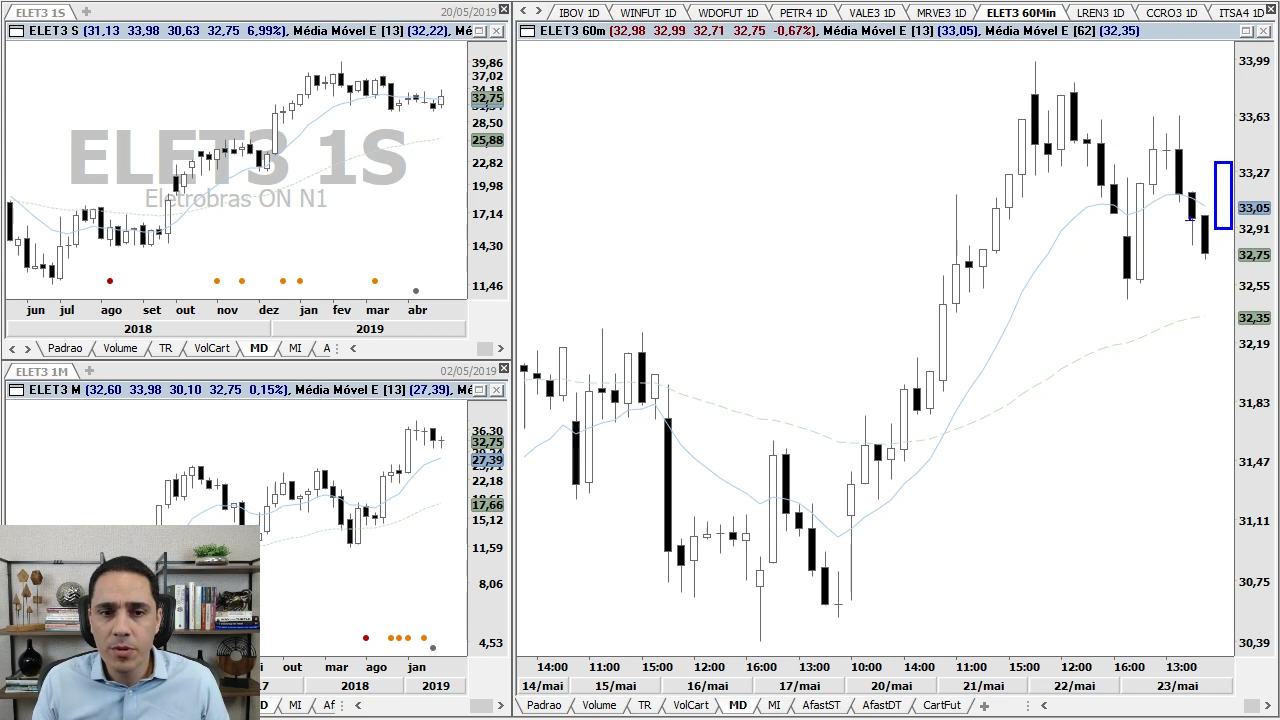 ELET3 1S
20/05/2019
ELET3 S (31,13 33,98 30,63 32,75 6,99%), Média Móvel E [13] (32,22), Mé
39,86
37,02
34,18
32,75
28,50
25,88
22,82
19,98
17,14
14,30
11,46
ELET3 1S
Eletrobras ON N1
jun jul ago set out nov dez jan fev mar abr
2018 2019
Padrao Volume TR VolCart MD MI A
ELET3 1M
02/05/2019
ELET3 M (32,60 33,98 30,10 32,75 0,15%), Média Móvel E [13] (27,39), Mé
36,30
32,75
27,39
22,18
17,66
15,12
11,59
8,06
4,53
out mar ago jan
2018 2019
MI Af
IBOV 1D WINFUT 1D WDOFUT 1D PETR4 1D VALE3 1D MRVE3 1D ELET3 60Min LREN3 1D CCRO3 1D ITSA4 1D
ELET3 60m (32,98 32,99 32,71 32,75 -0,67%), Média Móvel E [13] (33,05), Média Móvel E [62] (32,35)
33,99
33,63
33,27
33,05
32,91
32,75
32,55
32,35
32,19
31,83
31,47
31,11
30,75
30,39
14:00 11:00 15:00 12:00 16:00 13:00 10:00 14:00 11:00 15:00 12:00 16:00 13:00
14/mai 15/mai 16/mai 17/mai 20/mai 21/mai 22/mai 23/mai
Padrao Volume TR VolCart MD MI AfastST AfastDT CartFut